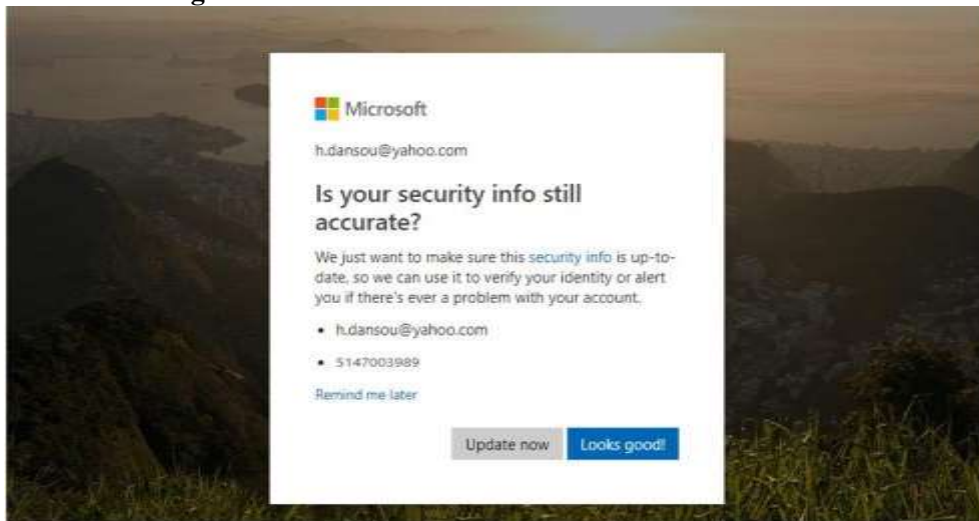 Microsoft
h.dansou@yahoo.com
Is your security info still
accurate?
We just want to make sure this security info is up-to-
date, so we can use it to verify your identity or alert
you if there's ever a problem with your account.
• h.dansou@yahoo.com
• 5147003989
Remind me later
Update now Looks good!